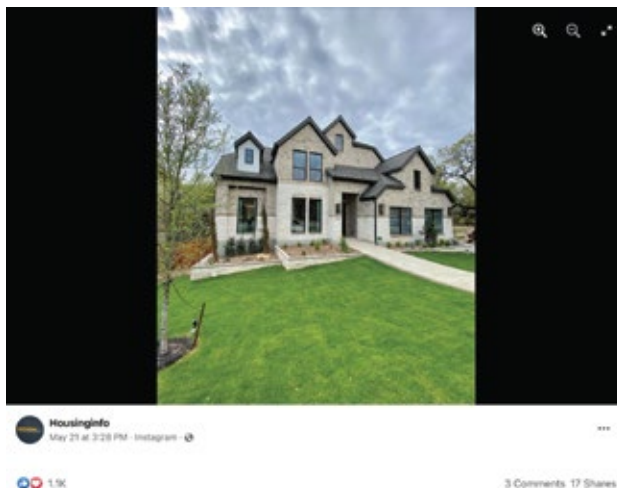 Housinginfo
May 21 at 3:28 PM · Instagram ·
1.1K
3 Comments 17 Shares